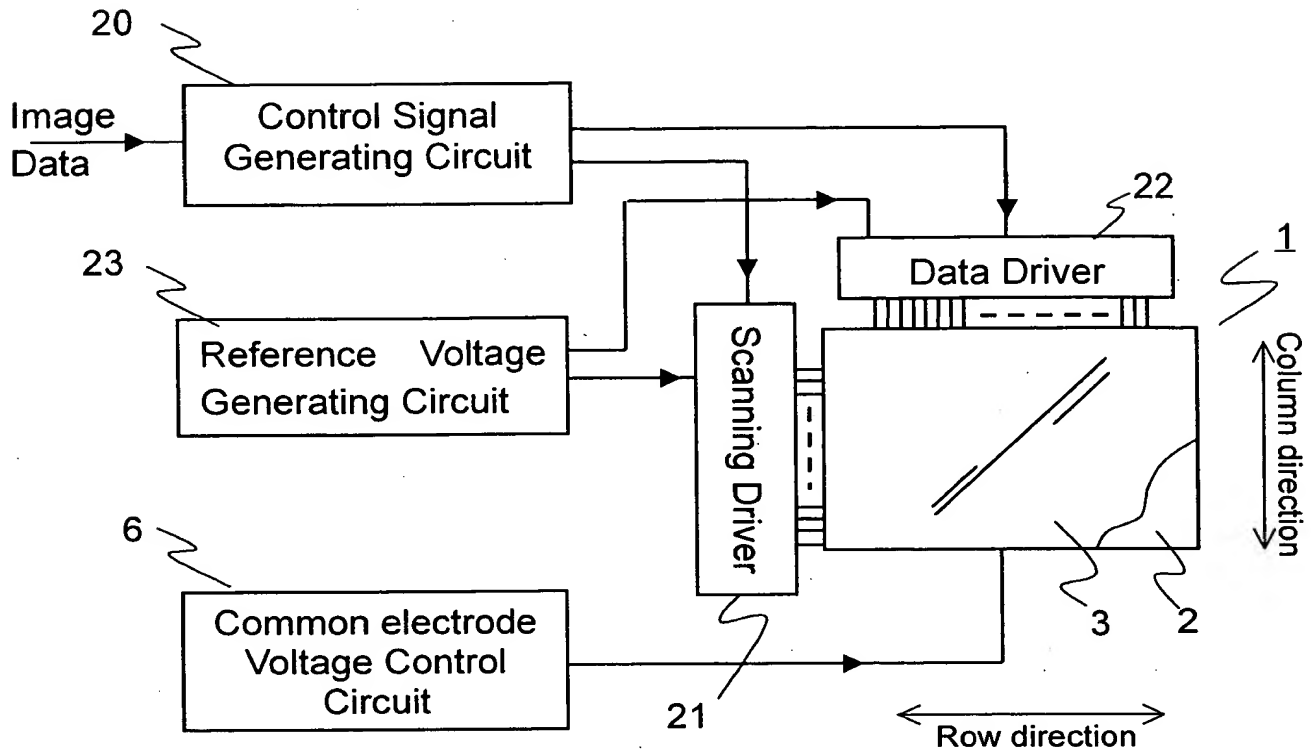 20
Image
Data
Control Signal
Generating Circuit
22
Data Driver
1
23
Reference Voltage
Generating Circuit
Scanning Driver
Column direction
6
Common electrode
Voltage Control
Circuit
21
3
2
Row direction